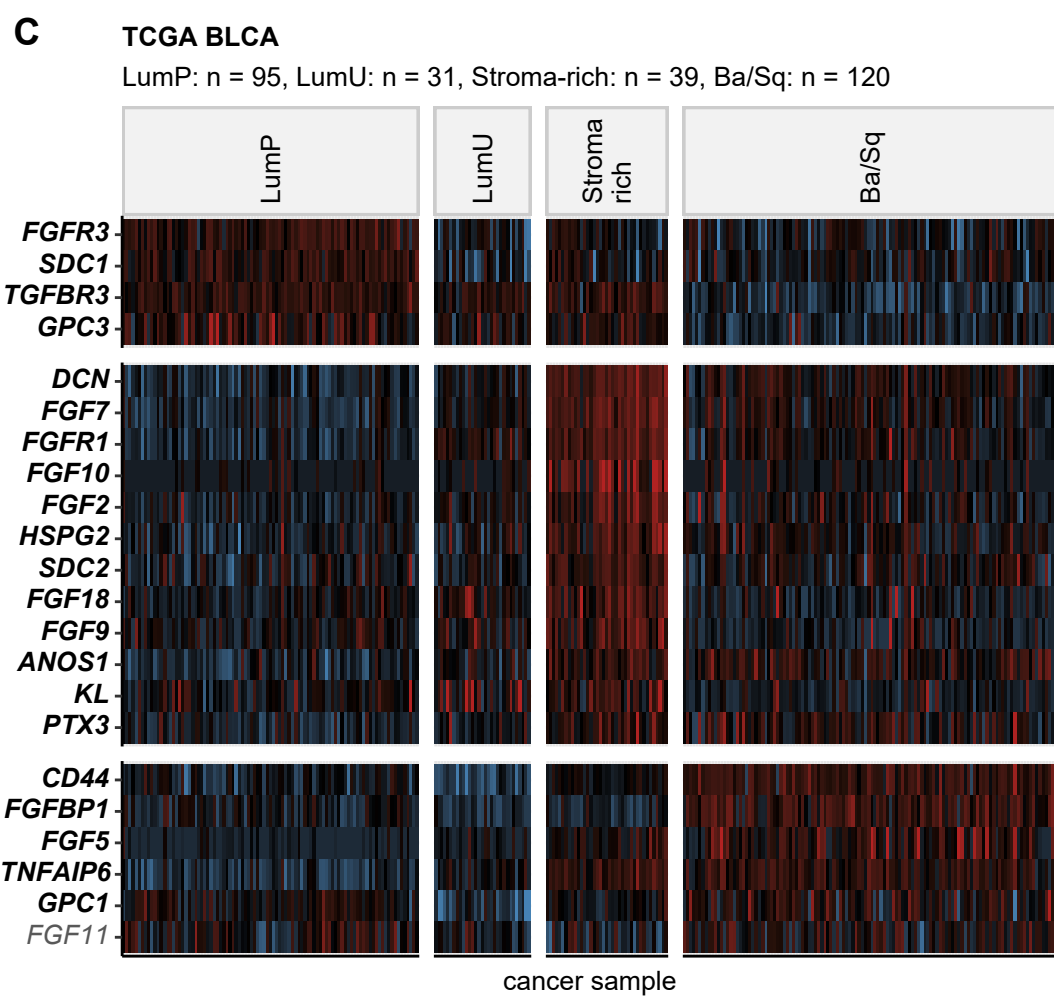 C
TCGA BLCA
LumP: n = 95, LumU: n = 31, Stroma-rich: n = 39, Ba/Sq: n = 120
LumP
LumU
Stroma
rich
Ba/Sq
FGFR3
SDC1
TGFBR3
GPC3
DCN
FGF7
FGFR1
FGF10
FGF2
HSPG2
SDC2
FGF18
FGF9
ANOS1
KL
PTX3
CD44
FGFBP1
FGF5
TNFAIP6
GPC1
FGF11
cancer sample